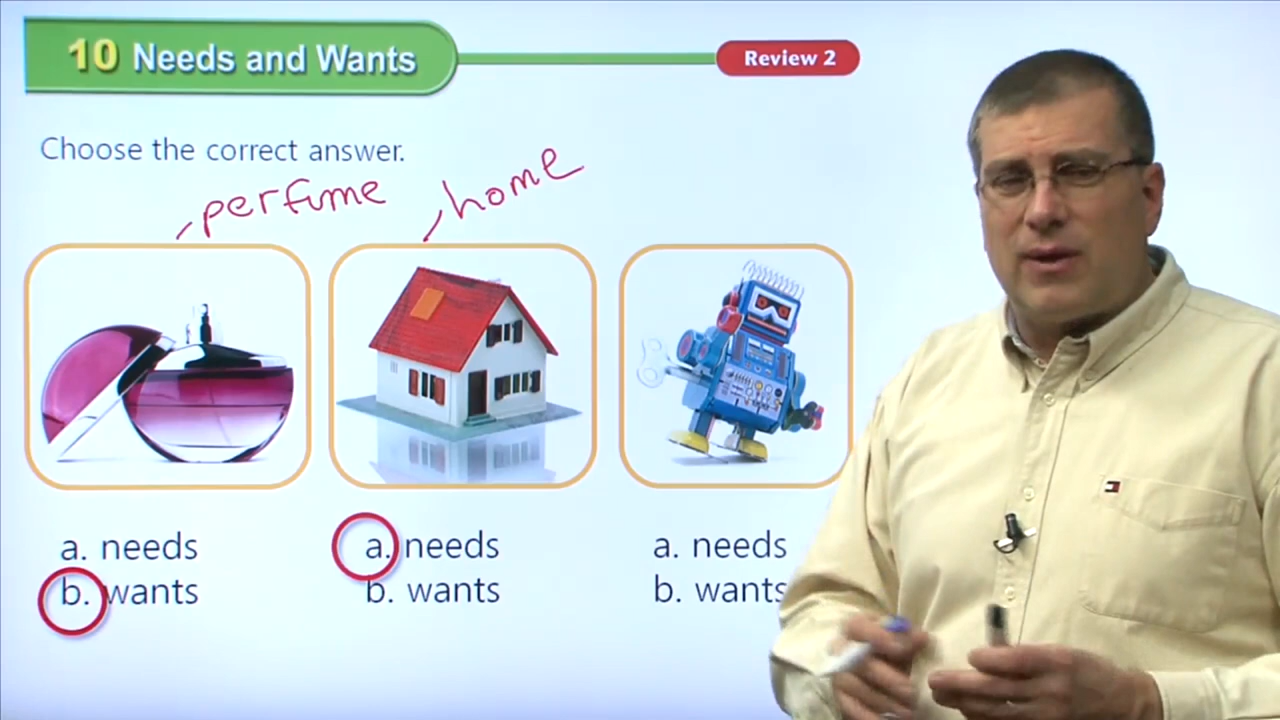 10 Needs and Wants
Review 2
Choose the correct answer.
perfume
home
a. needs
b. wants
a. needs
b. wants
a. needs
b. wants